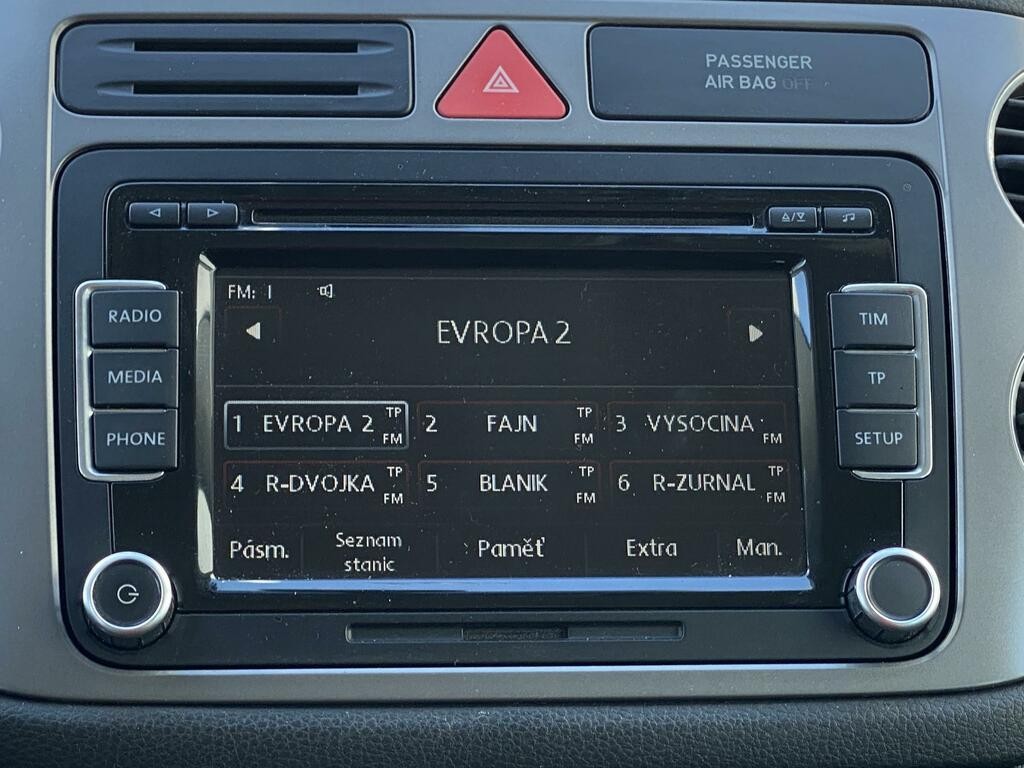 PASSENGER
AIR BAG OFF
RADIO
MEDIA
PHONE
FM: I
EVROPA 2
1 EVROPA 2 TP FM
2 FAJN TP FM
3 VYSOCINA FM
4 R-DVOJKA TP FM
5 BLANIK TP FM
6 R-ZURNAL TP FM
Pásm.
Seznam
stanic
Paměť
Extra
Man.
TIM
TP
SETUP